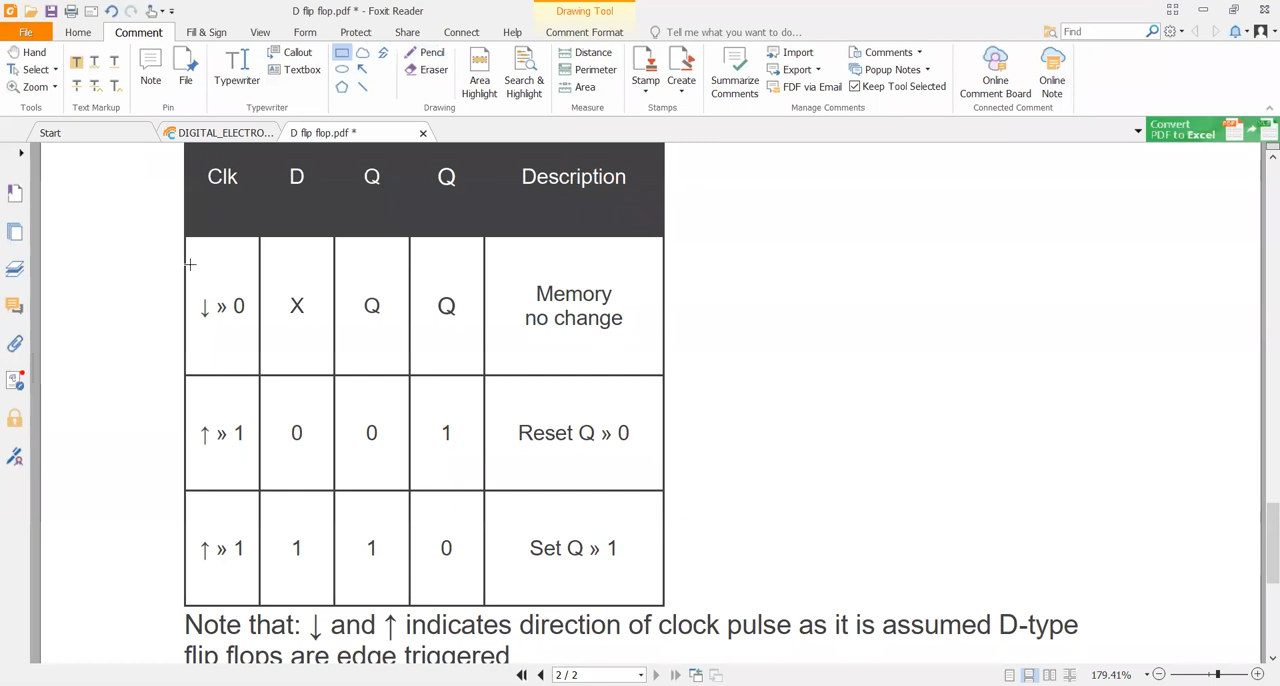 D flip flop.pdf * - Foxit Reader
Drawing Tool
File Home Comment Fill & Sign View Form Protect Share Connect Help Comment Format Tell me what you want to do... Find
Hand
Select
Zoom
Tools
T T T
T T T
Text Markup
Note
File
Pin
Typewriter
Callout
Textbox
Typewriter
Pencil
Eraser
Area Highlight
Search & Highlight
Drawing
Distance
Perimeter
Area
Measure
Stamp
Create
Stamps
Summarize Comments
Import
Export
FDF via Email
Comments
Popup Notes
Keep Tool Selected
Manage Comments
Online Comment Board
Online Note
Connected Comment
Start DIGITAL_ELECTRO... D flip flop.pdf *
Convert
PDF to Excel
Clk D Q Q Description
↓ » 0 X Q Q Memory no change
↑ » 1 0 0 1 Reset Q » 0
↑ » 1 1 1 0 Set Q » 1
Note that: ↓ and ↑ indicates direction of clock pulse as it is assumed D-type
flip flops are edge triggered
2 / 2
179.41%